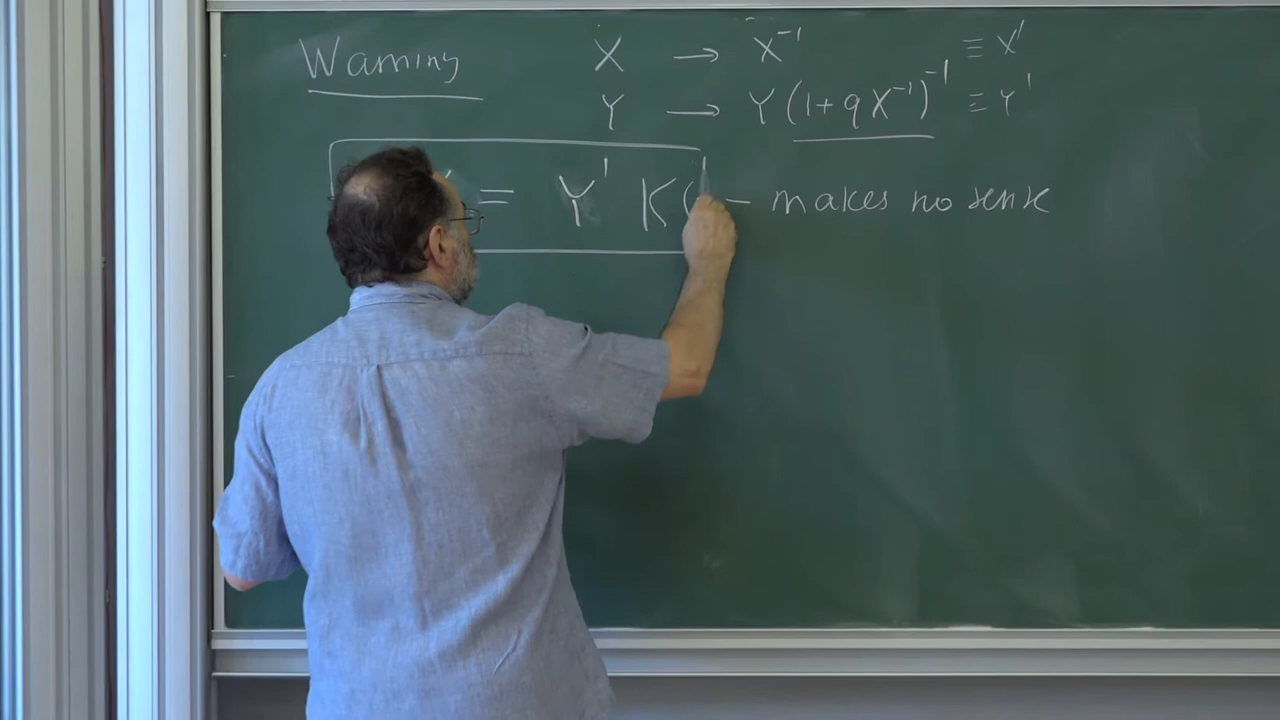 Warning X → X⁻¹ ≡ X'
Y → Y(1+qX⁻¹)⁻¹ ≡ Y'
= Y' K( — makes no sense